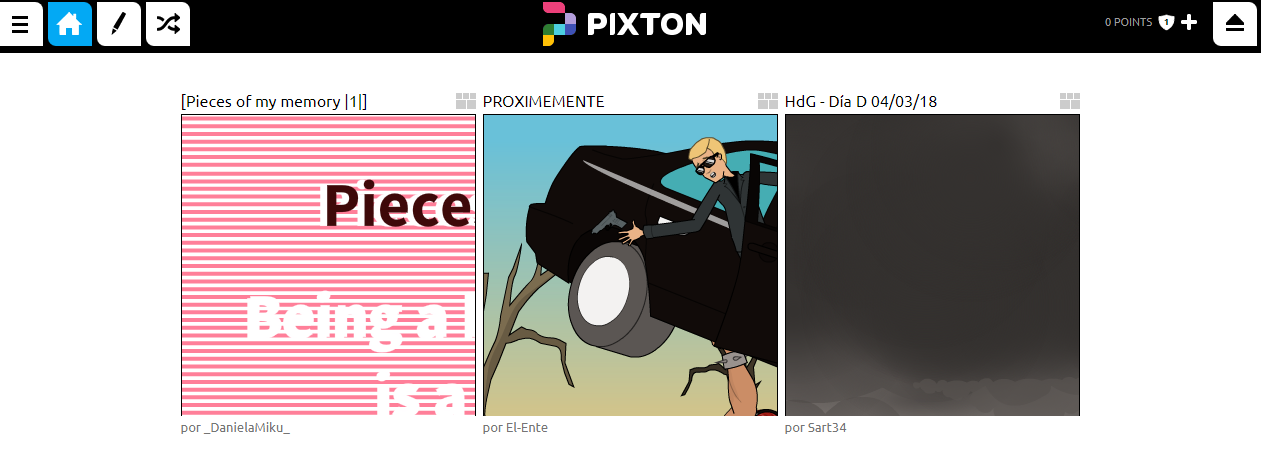 PIXTON
0 POINTS 1
[Pieces of my memory |1|]
PROXIMEMENTE
HdG - Día D 04/03/18
Piece
Being a
is a
por _DanielaMiku_
por El-Ente
por Sart34